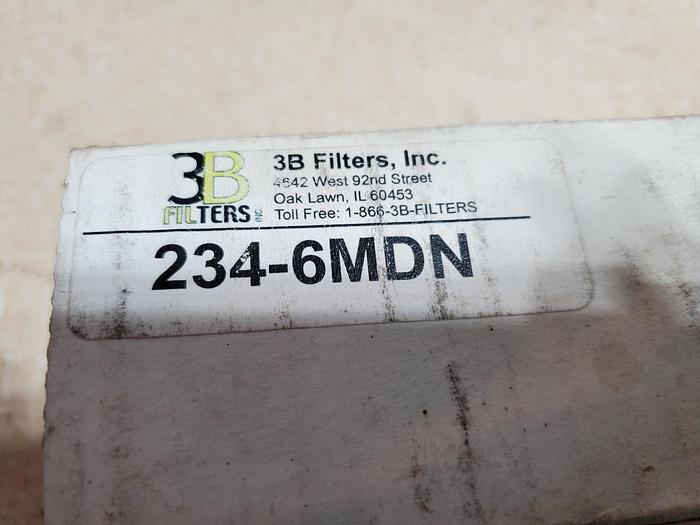 3B
FILTERS INC
3B Filters, Inc.
4642 West 92nd Street
Oak Lawn, IL 60453
Toll Free: 1-866-3B-FILTERS
234-6MDN